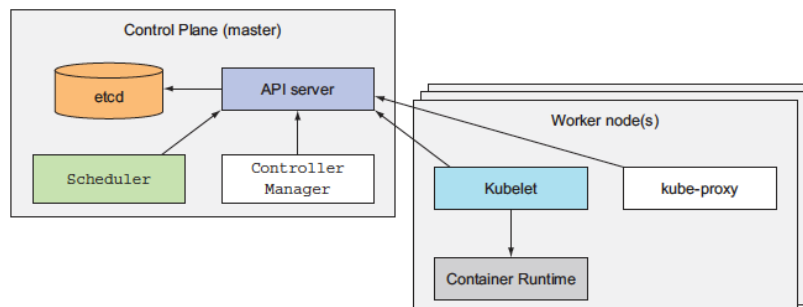 Control Plane (master)
etcd
API server
Scheduler
Controller
Manager
Worker node(s)
Kubelet
kube-proxy
Container Runtime